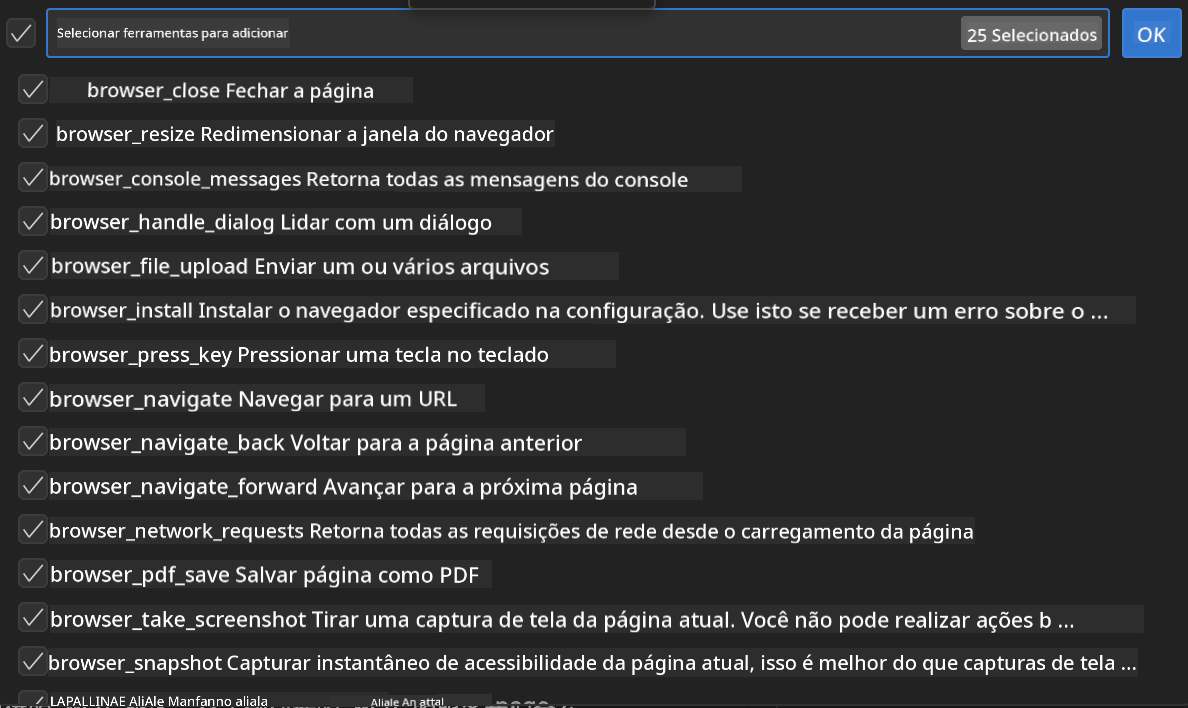 Selecionar ferramentas para adicionar
25 Selecionados
OK
browser_close Fechar a página
browser_resize Redimensionar a janela do navegador
browser_console_messages Retorna todas as mensagens do console
browser_handle_dialog Lidar com um diálogo
browser_file_upload Enviar um ou vários arquivos
browser_install Instalar o navegador especificado na configuração. Use isto se receber um erro sobre o ...
browser_press_key Pressionar uma tecla no teclado
browser_navigate Navegar para um URL
browser_navigate_back Voltar para a página anterior
browser_navigate_forward Avançar para a próxima página
browser_network_requests Retorna todas as requisições de rede desde o carregamento da página
browser_pdf_save Salvar página como PDF
browser_take_screenshot Tirar uma captura de tela da página atual. Você não pode realizar ações b ...
browser_snapshot Capturar instantâneo de acessibilidade da página atual, isso é melhor do que capturas de tela ...
LAPALLINAE AliAle Manfanno aliala